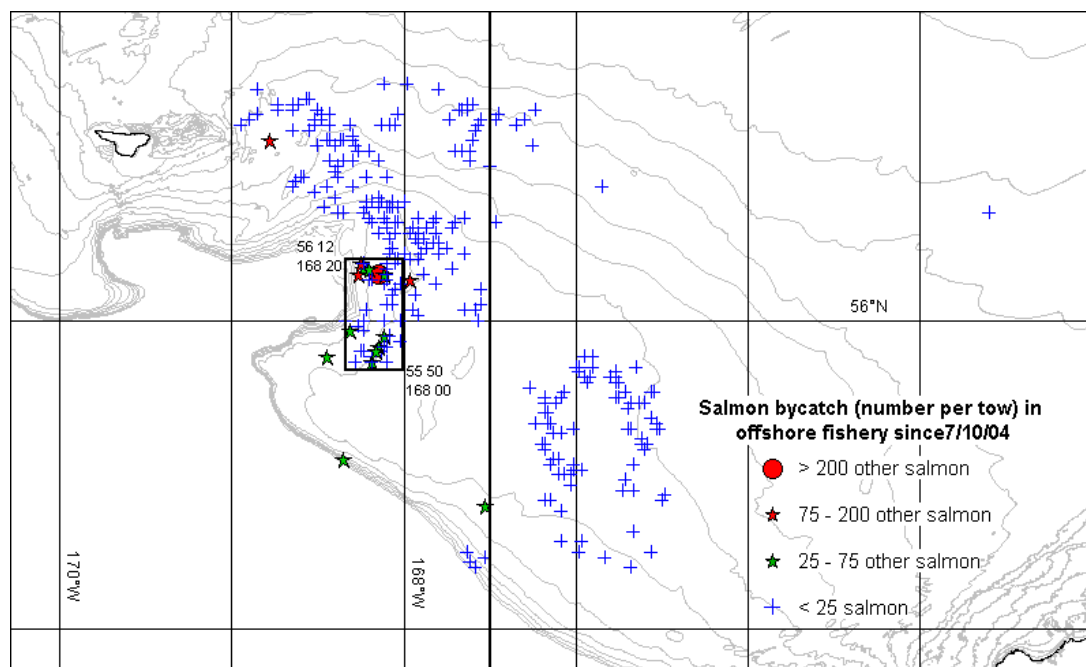 56 12
168 20
56°N
55 50
168 00
Salmon bycatch (number per tow) in
offshore fishery since7/10/04
> 200 other salmon
75 - 200 other salmon
25 - 75 other salmon
< 25 salmon
170°W
168°W